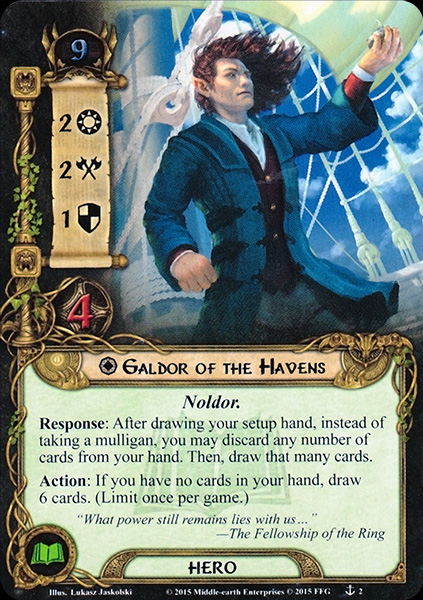 9
2
2
1
4
Galdor of the Havens
Noldor.
Response: After drawing your setup hand, instead of
taking a mulligan, you may discard any number of
cards from your hand. Then, draw that many cards.
Action: If you have no cards in your hand, draw
6 cards. (Limit once per game.)
“What power still remains lies with us…”
—The Fellowship of the Ring
HERO
Illus. Lukasz Jaskolski © 2015 Middle-earth Enterprises © 2015 FFG 2